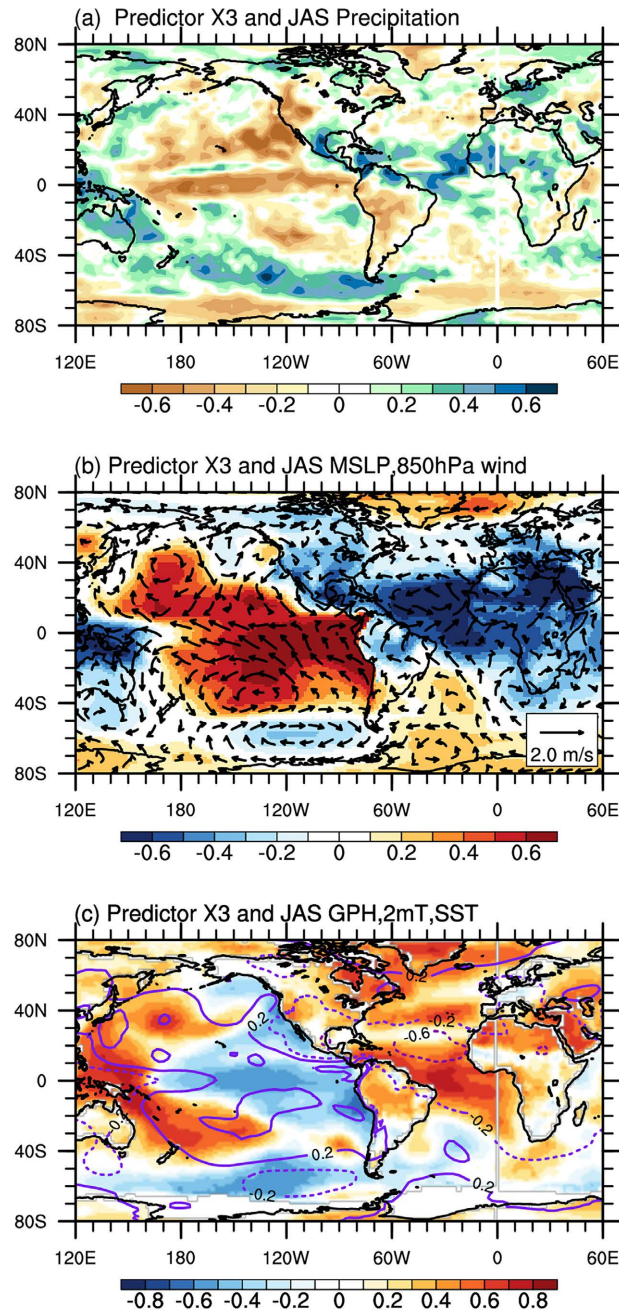 (a) Predictor X3 and JAS Precipitation
80N
40N
0
40S
80S
120E 180 120W 60W 0 60E
-0.6 -0.4 -0.2 0 0.2 0.4 0.6
(b) Predictor X3 and JAS MSLP,850hPa wind
80N
40N
0
40S
80S
2.0 m/s
120E 180 120W 60W 0 60E
-0.6 -0.4 -0.2 0 0.2 0.4 0.6
(c) Predictor X3 and JAS GPH,2mT,SST
80N
40N
0
40S
80S
0.2
0.2
-0.2
-0.6
0.2
-0.2
-0.2
0.2
120E 180 120W 60W 0 60E
-0.8 -0.6 -0.4 -0.2 0 0.2 0.4 0.6 0.8